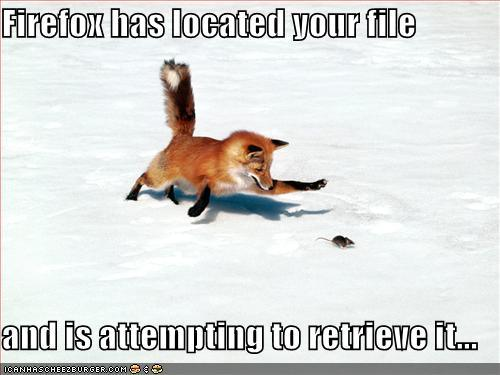 Firefox has located your file
and is attempting to retrieve it...
ICANHASCHEEZBURGER.COM